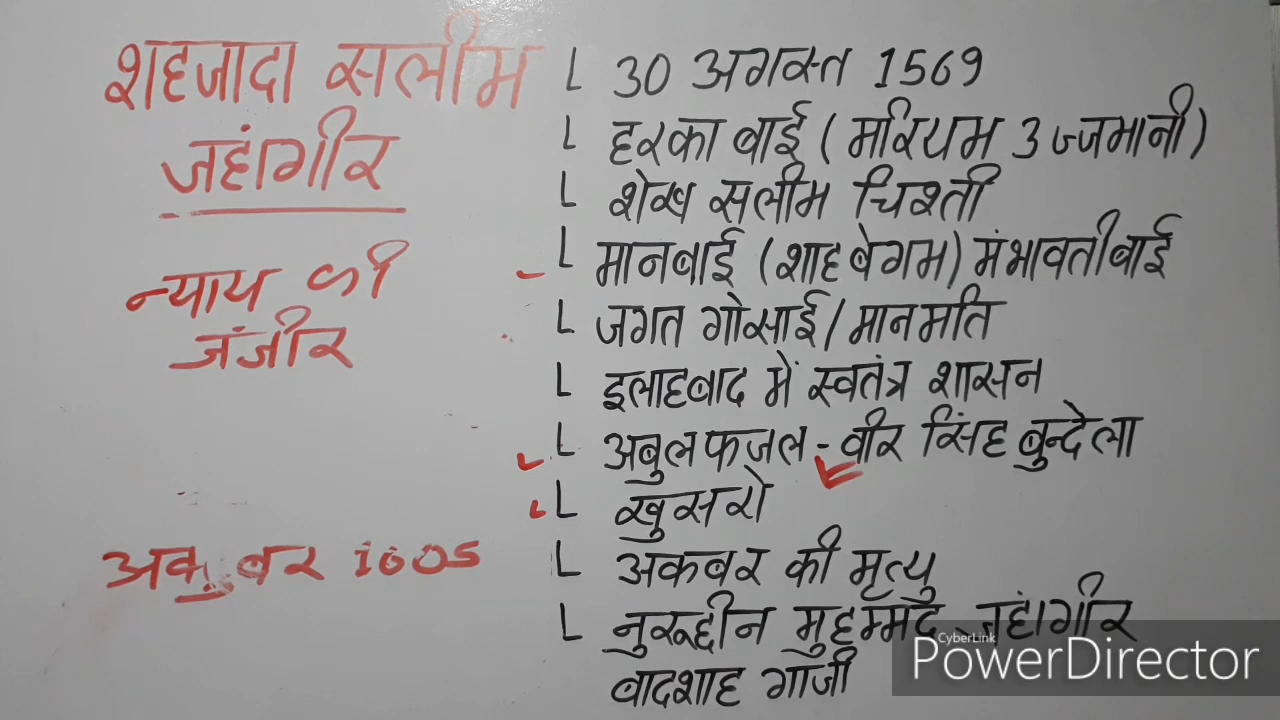 शहजादा सलीम
जहांगीर
न्याय की
जंजीर
अकबर 1605
30 अगस्त 1569
हरका बाई (मरियम उज्जमानी)
शेख सलीम चिश्ती
मानबाई (शाह बेगम) मंभावतीबाई
जगत गोसाई/मानमति
इलाहबाद में स्वतंत्र शासन
अबुल फजल - वीर सिंह बुन्देला
खुसरो
अकबर की मृत्यु
नुरूद्दीन मुहम्मद जहांगीर
बादशाह गाजी
CyberLink
PowerDirector